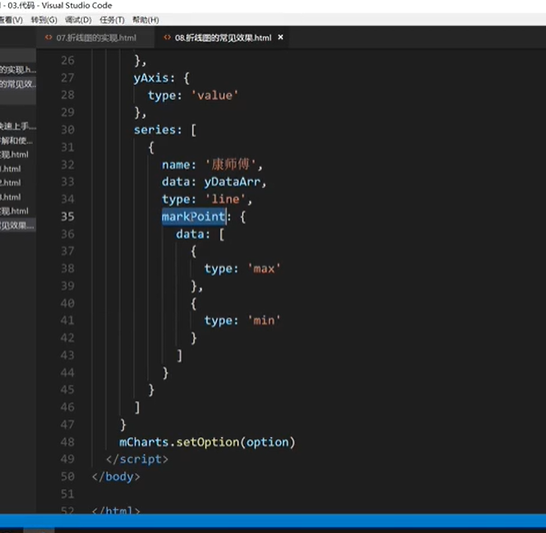 - 03.代码 - Visual Studio Code
查看(V) 转到(G) 调试(D) 任务(T) 帮助(H)
07.折线图的实现.html
08.折线图的常见效果.html ×
的实现.h...
的常见效...
快速上手...
解和使...
实现.html
1.html
2.html
4.html
实现.html
见效果....
26 },
27 yAxis: {
28 type: 'value'
29 },
30 series: [
31 {
32 name: '康师傅',
33 data: yDataArr,
34 type: 'line',
35 markPoint: {
36 data: [
37 {
38 type: 'max'
39 },
40 {
41 type: 'min'
42 }
43 ]
44 }
45 }
46 ]
47 }
48 mCharts.setOption(option)
49 </script>
50 </body>
51
52 </html>